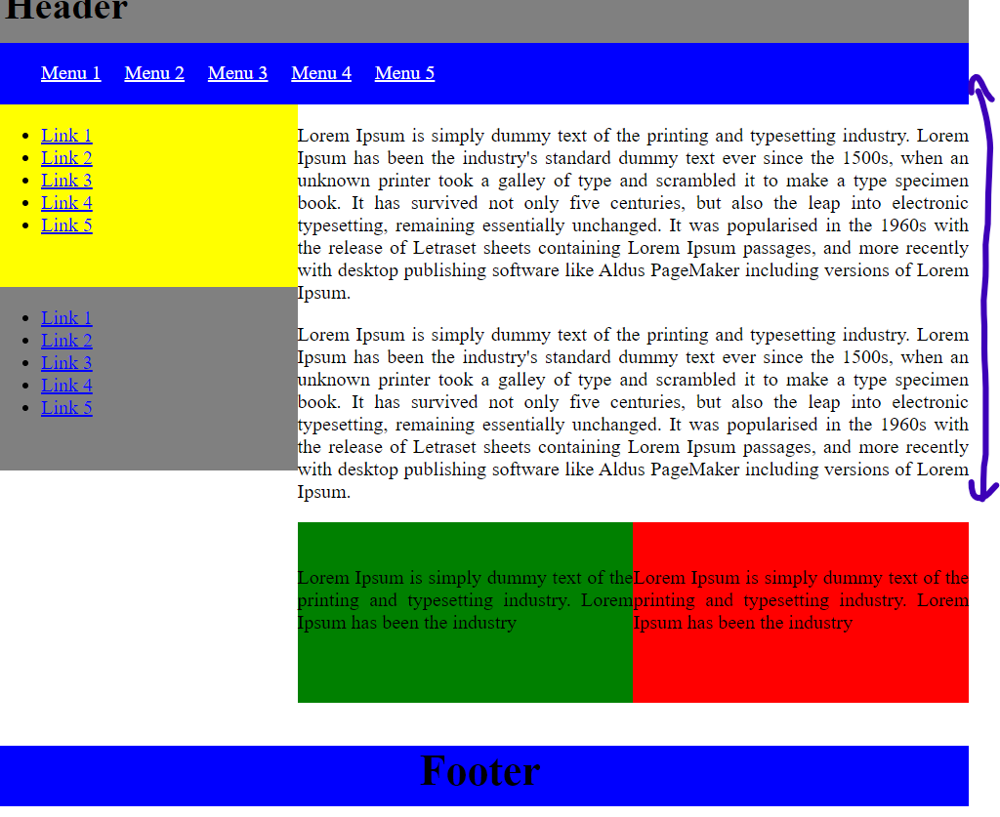 Header
Menu 1 Menu 2 Menu 3 Menu 4 Menu 5
Link 1
Link 2
Link 3
Link 4
Link 5
Link 1
Link 2
Link 3
Link 4
Link 5
Lorem Ipsum is simply dummy text of the printing and typesetting industry. Lorem
Ipsum has been the industry's standard dummy text ever since the 1500s, when an
unknown printer took a galley of type and scrambled it to make a type specimen
book. It has survived not only five centuries, but also the leap into electronic
typesetting, remaining essentially unchanged. It was popularised in the 1960s with
the release of Letraset sheets containing Lorem Ipsum passages, and more recently
with desktop publishing software like Aldus PageMaker including versions of Lorem
Ipsum.
Lorem Ipsum is simply dummy text of the printing and typesetting industry. Lorem
Ipsum has been the industry's standard dummy text ever since the 1500s, when an
unknown printer took a galley of type and scrambled it to make a type specimen
book. It has survived not only five centuries, but also the leap into electronic
typesetting, remaining essentially unchanged. It was popularised in the 1960s with
the release of Letraset sheets containing Lorem Ipsum passages, and more recently
with desktop publishing software like Aldus PageMaker including versions of Lorem
Ipsum.
Lorem Ipsum is simply dummy text of the
printing and typesetting industry. Lorem
Ipsum has been the industry
Lorem Ipsum is simply dummy text of the
printing and typesetting industry. Lorem
Ipsum has been the industry
Footer